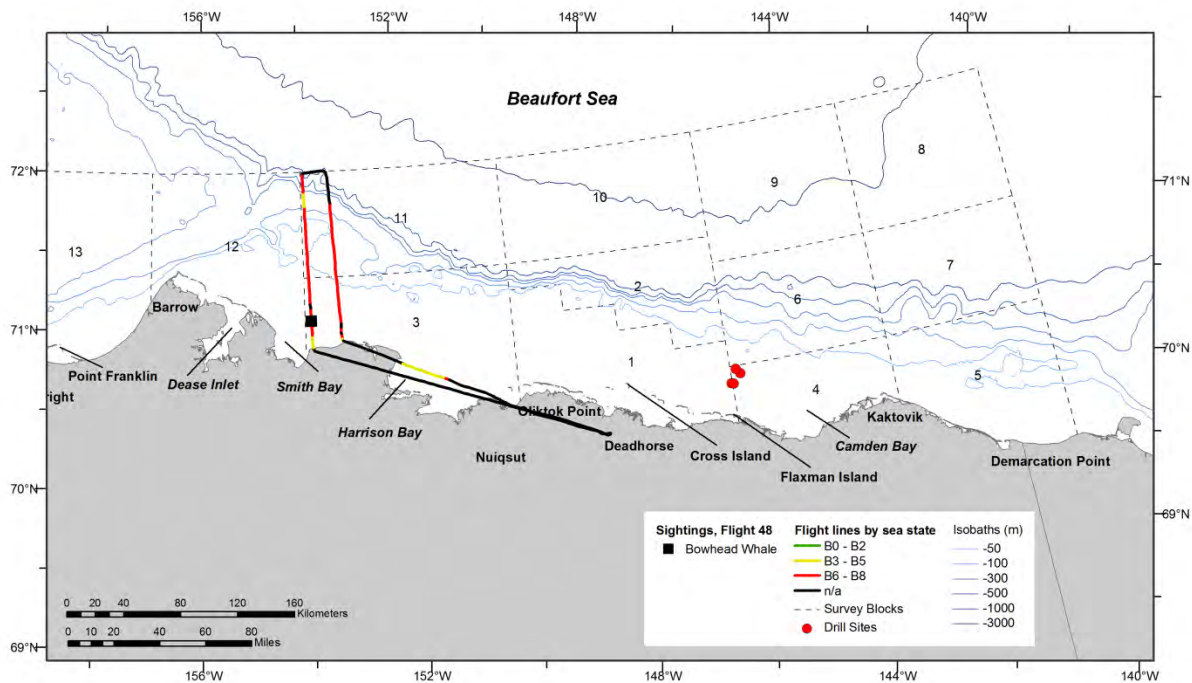 156°W 152°W 148°W 144°W 140°W
Beaufort Sea
72°N
71°N
8
9
10
11
12
13
7
6
2
3
1
4
5
Barrow
Point Franklin
right
Dease Inlet
Smith Bay
Harrison Bay
Oliktok Point
Nuiqsut
Deadhorse
Cross Island
Flaxman Island
Camden Bay
Kaktovik
Demarcation Point
71°N
70°N
70°N
69°N
69°N
Sightings, Flight 48
Bowhead Whale
Flight lines by sea state
B0 - B2
B3 - B5
B6 - B8
n/a
Survey Blocks
Drill Sites
Isobaths (m)
-50
-100
-300
-500
-1000
-3000
0 20 40 80 120 160
Kilometers
0 10 20 40 60 80
Miles
156°W 152°W 148°W 144°W 140°W